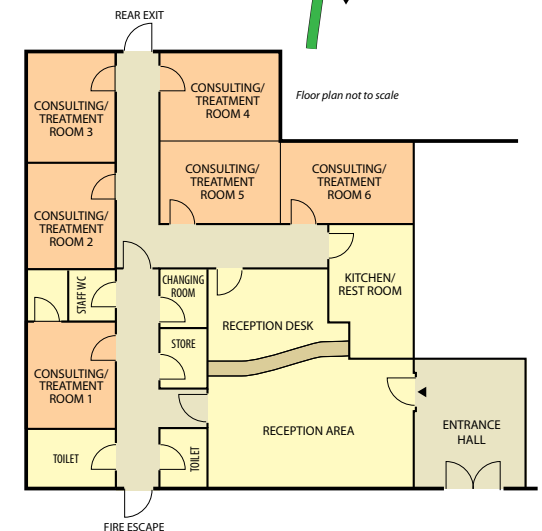 REAR EXIT
CONSULTING/
TREATMENT
ROOM 3
CONSULTING/
TREATMENT
ROOM 4
Floor plan not to scale
CONSULTING/
TREATMENT
ROOM 5
CONSULTING/
TREATMENT
ROOM 6
CONSULTING/
TREATMENT
ROOM 2
STAFF WC
CHANGING
ROOM
KITCHEN/
REST ROOM
RECEPTION DESK
STORE
CONSULTING/
TREATMENT
ROOM 1
RECEPTION AREA
ENTRANCE
HALL
TOILET
TOILET
FIRE ESCAPE